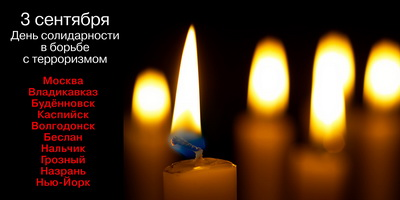 3 сентября
День солидарности
в борьбе
с терроризмом
Москва
Владикавказ
Будённовск
Каспийск
Волгодонск
Беслан
Нальчик
Грозный
Назрань
Нью-Йорк